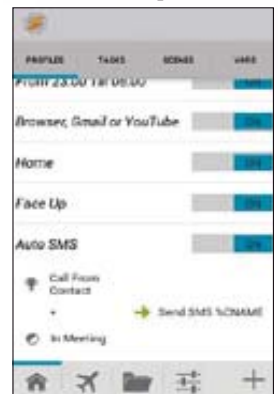 PROFILES TASKS SCENES VARS
From 23.00 Till 06.00 ON
Browser, Gmail or YouTube ON
Home ON
Face Up ON
Auto SMS ON
Call From
Contact
Send SMS %CNAME
In Meeting